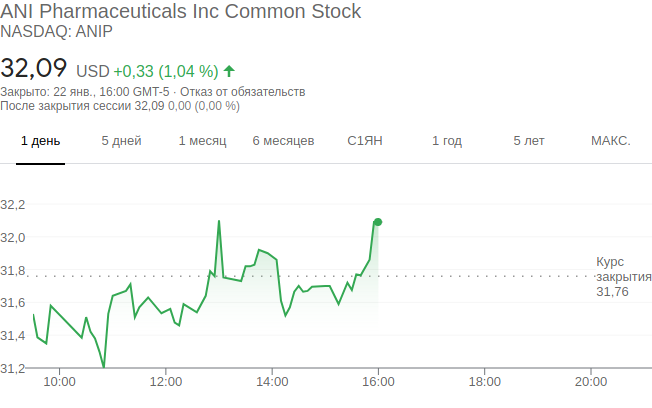 ANI Pharmaceuticals Inc Common Stock
NASDAQ: ANIP
32,09 USD +0,33 (1,04 %)
Закрыто: 22 янв., 16:00 GMT-5 · Отказ от обязательств
После закрытия сессии 32,09 0,00 (0,00 %)
1 день 5 дней 1 месяц 6 месяцев С1ЯН 1 год 5 лет МАКС.
32,2
32,0
31,8
31,6
31,4
31,2
Курс
закрытия
31,76
10:00 12:00 14:00 16:00 18:00 20:00